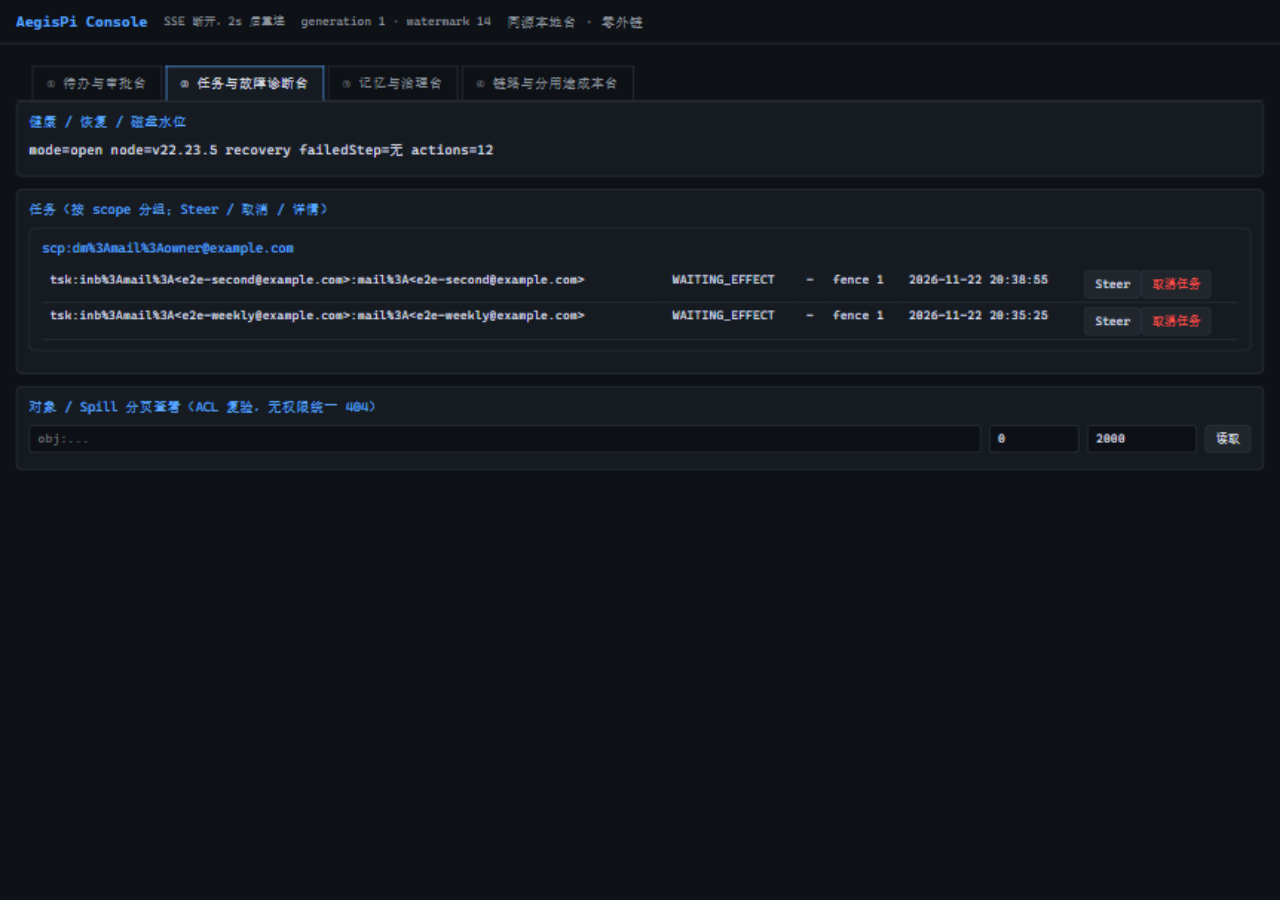 AegisPi Console SSE 断开，2s 后重连 generation 1 · watermark 14 同源本地台 · 零外链
① 待办与审批台 ② 任务与故障诊断台 ③ 记忆与治理台 ④ 链路与分用途成本台
健康 / 恢复 / 磁盘水位
mode=open node=v22.23.5 recovery failedStep=无 actions=12
任务（按 scope 分组；Steer / 取消 / 详情）
scp:dm%3Amail%3Aowner@example.com
tsk:inb%3Amail%3A<e2e-second@example.com>:mail%3A<e2e-second@example.com> WAITING_EFFECT — fence 1 2026-11-22 20:38:55 Steer 取消任务
tsk:inb%3Amail%3A<e2e-weekly@example.com>:mail%3A<e2e-weekly@example.com> WAITING_EFFECT — fence 1 2026-11-22 20:35:25 Steer 取消任务
对象 / Spill 分页查看（ACL 复验，无权限统一 404）
obj:... 0 2000 读取